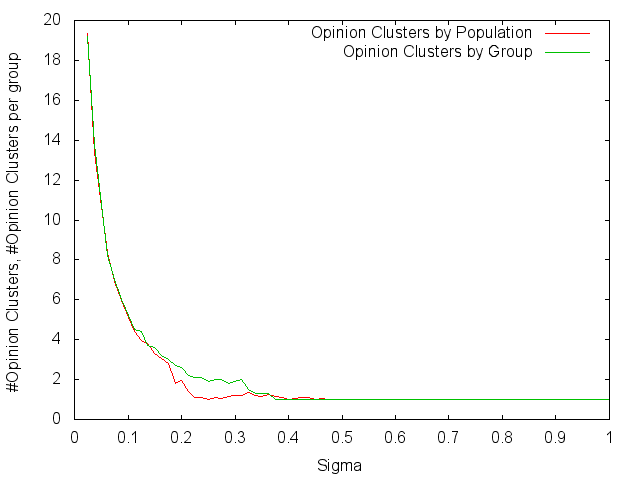 #Opinion Clusters, #Opinion Clusters per group
20
18
16
14
12
10
8
6
4
2
0
Opinion Clusters by Population
Opinion Clusters by Group
0 0.1 0.2 0.3 0.4 0.5 0.6 0.7 0.8 0.9 1
Sigma